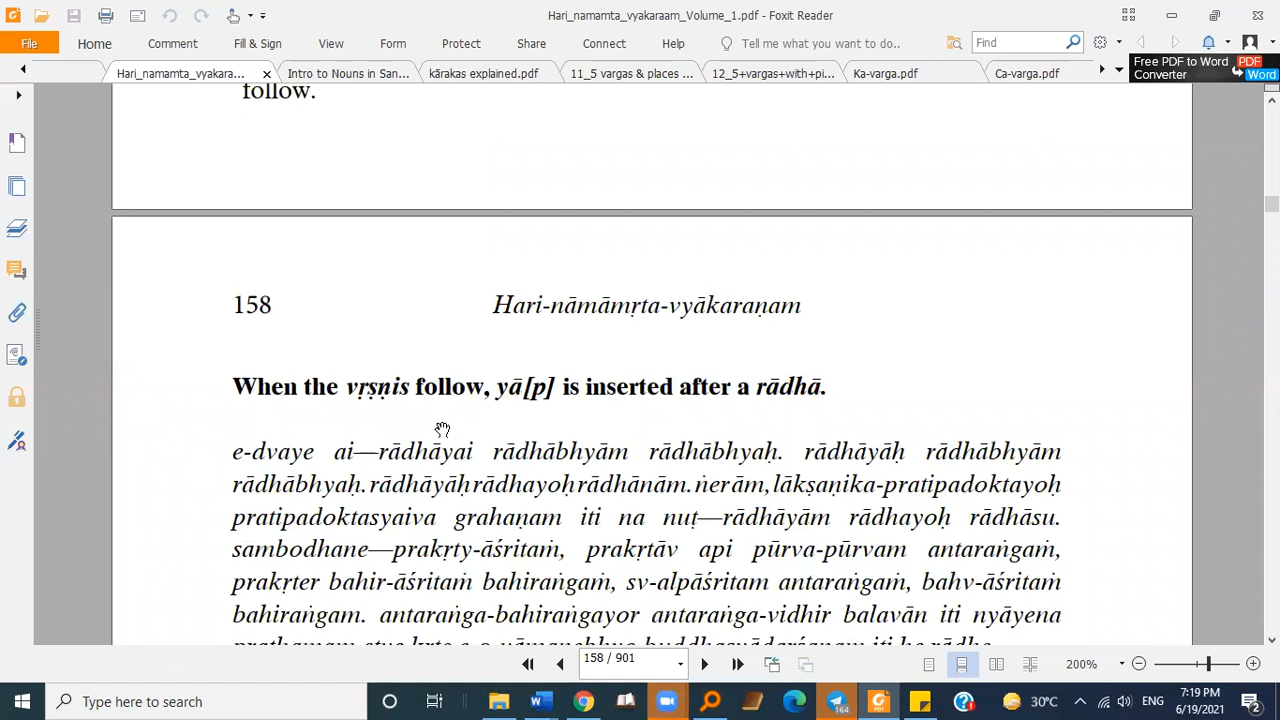 Hari_namamta_vyakaraam_Volume_1.pdf - Foxit Reader
File Home Comment Fill & Sign View Form Protect Share Connect Help Tell me what you want to do.. Find
Hari_namamta_vyakara... Intro to Nouns in San... kārakas explained.pdf 11_5 vargas & places ... 12_5+vargas+with+pi... Ka-varga.pdf Ca-varga.pdf
Free PDF to Word Converter PDF Word
follow.
158 Hari-nāmāmṛta-vyākaraṇam
When the vṛṣṇis follow, yā[p] is inserted after a rādhā.
e-dvaye ai—rādhāyai rādhābhyām rādhābhyaḥ. rādhāyāḥ rādhābhyām
rādhābhyaḥ. rādhāyāḥ rādhayoḥ rādhānām. ṅer ām, lākṣaṇika-pratipadoktayoḥ
pratipadoktasyaiva grahaṇam iti na nuṭ—rādhāyām rādhayoḥ rādhāsu.
sambodhane—prakṛty-āśritaṁ, prakṛtāv api pūrva-pūrvam antaraṅgaṁ,
prakṛter bahir-āśritaṁ bahiraṅgaṁ, sv-alpāśritam antaraṅgaṁ, bahv-āśritaṁ
bahiraṅgam. antaraṅga-bahiraṅgayor antaraṅga-vidhir balavān iti nyāyena
158 / 901 200%
Type here to search 164 30°C ENG 7:19 PM 6/19/2021 2